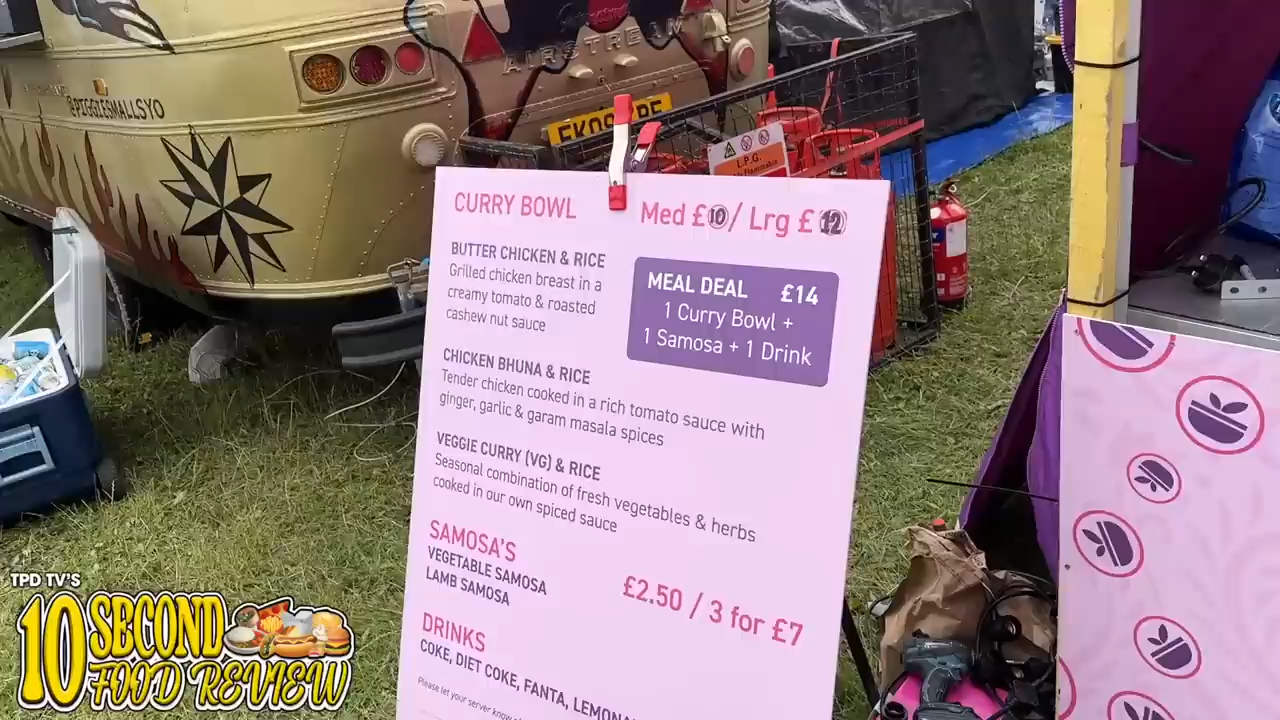 AIRSTREAM
@PIGGIESMALLSYO
L.P.G.
CURRY BOWL
Med £10/ Lrg £ 12
BUTTER CHICKEN & RICE
Grilled chicken breast in a
creamy tomato & roasted
cashew nut sauce
MEAL DEAL £14
1 Curry Bowl +
1 Samosa + 1 Drink
CHICKEN BHUNA & RICE
Tender chicken cooked in a rich tomato sauce with
ginger, garlic & garam masala spices
VEGGIE CURRY (VG) & RICE
Seasonal combination of fresh vegetables & herbs
cooked in our own spiced sauce
SAMOSA'S
VEGETABLE SAMOSA
LAMB SAMOSA
£2.50 / 3 for £7
DRINKS
COKE, DIET COKE, FANTA,
Please let your server know
TPD TV'S
10 SECOND
FOOD REVIEW